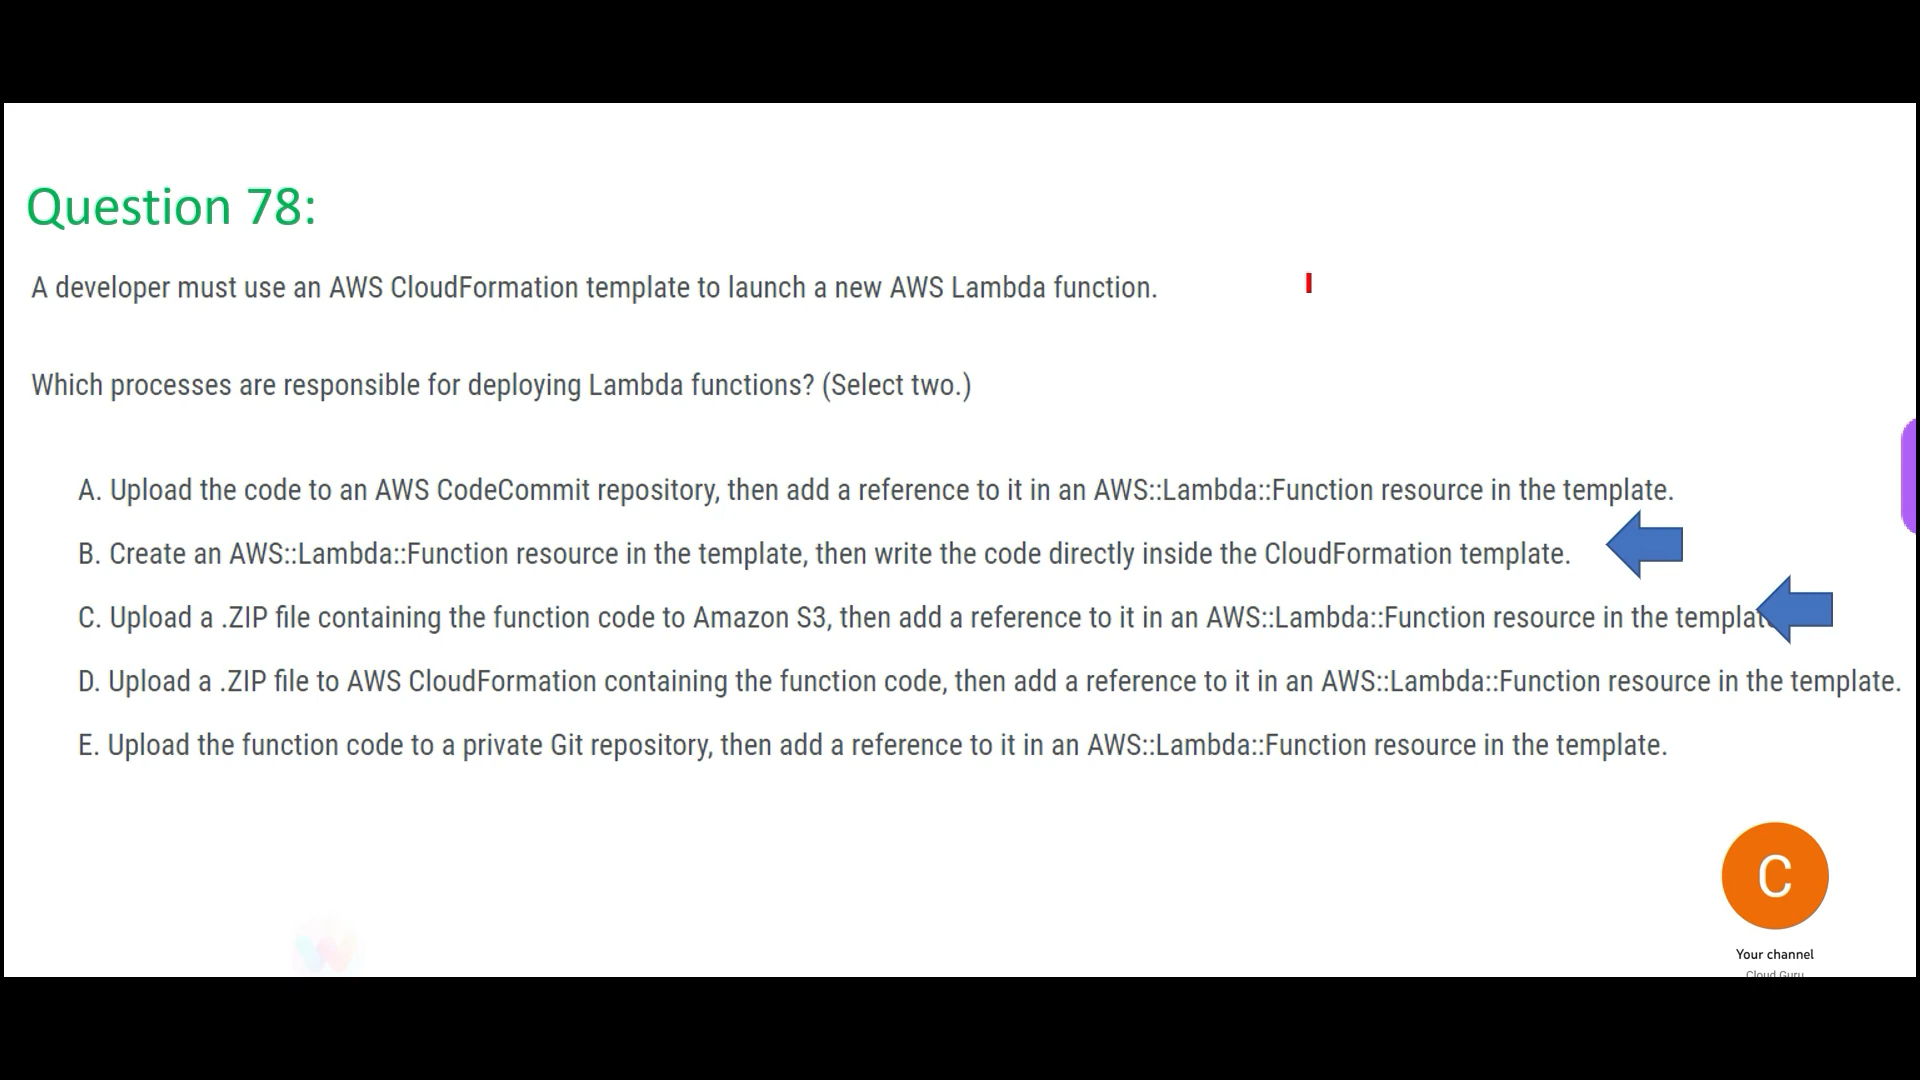 Question 78:
A developer must use an AWS CloudFormation template to launch a new AWS Lambda function.
Which processes are responsible for deploying Lambda functions? (Select two.)
A. Upload the code to an AWS CodeCommit repository, then add a reference to it in an AWS::Lambda::Function resource in the template.
B. Create an AWS::Lambda::Function resource in the template, then write the code directly inside the CloudFormation template.
C. Upload a .ZIP file containing the function code to Amazon S3, then add a reference to it in an AWS::Lambda::Function resource in the templat
D. Upload a .ZIP file to AWS CloudFormation containing the function code, then add a reference to it in an AWS::Lambda::Function resource in the template.
E. Upload the function code to a private Git repository, then add a reference to it in an AWS::Lambda::Function resource in the template.
C
Your channel
Cloud Guru